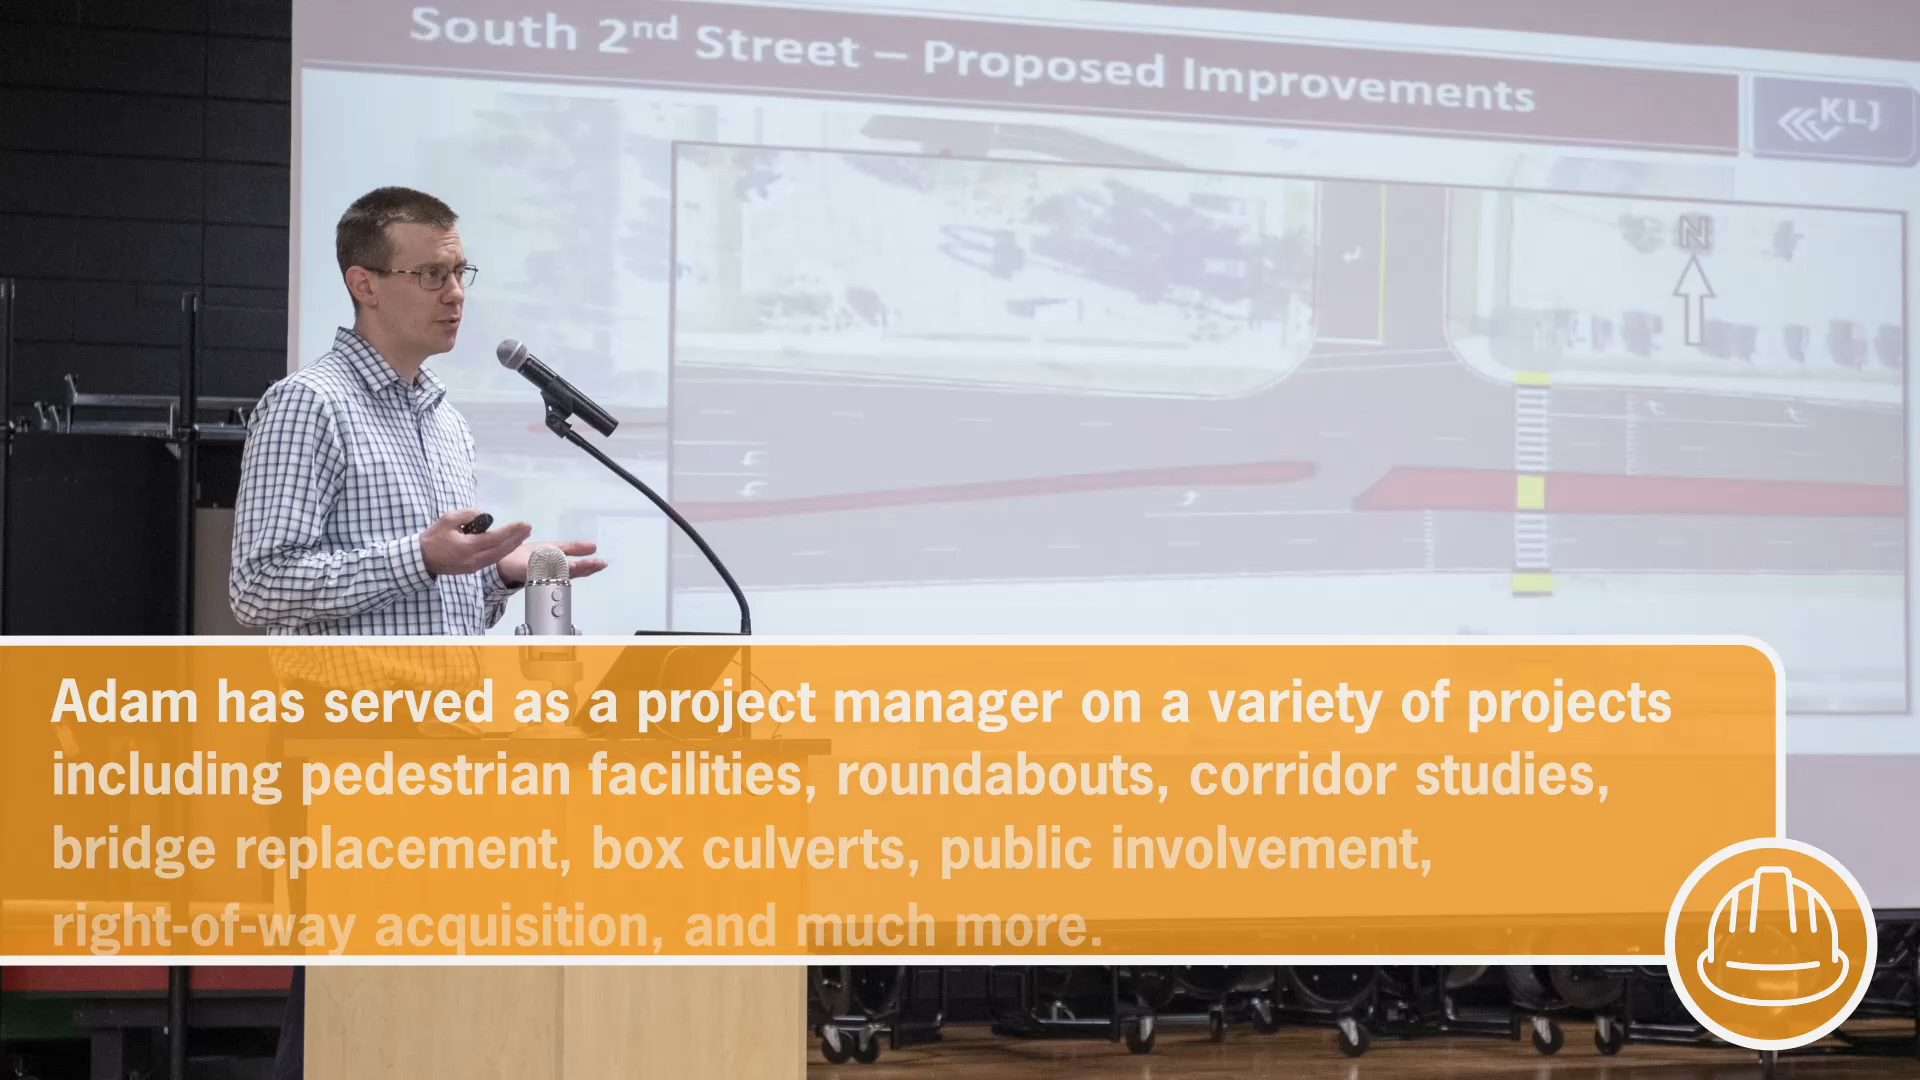 South 2nd Street – Proposed Improvements
KLJ
N
Adam has served as a project manager on a variety of projects
including pedestrian facilities, roundabouts, corridor studies,
bridge replacement, box culverts, public involvement,
right-of-way acquisition, and much more.